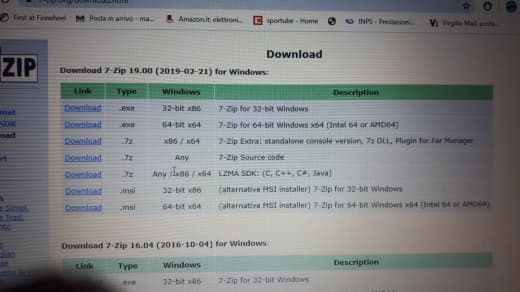 First at Firewheel Posta in arrivo - ma... Amazon.it: elettroni... sportube - Home INPS - Prestazioni... Virgilio Mail: posta...
ZIP
Download
Download 7-Zip 19.00 (2019-02-21) for Windows:
Link Type Windows Description
Download .exe 32-bit x86 7-Zip for 32-bit Windows
Download .exe 64-bit x64 7-Zip for 64-bit Windows x64 (Intel 64 or AMD64)
Download .7z x86 / x64 7-Zip Extra: standalone console version, 7z DLL, Plugin for Far Manager
Download .7z Any 7-Zip Source code
Download .7z Any / x86 / x64 LZMA SDK: (C, C++, C#, Java)
Download .msi 32-bit x86 (alternative MSI installer) 7-Zip for 32-bit Windows
Download .msi 64-bit x64 (alternative MSI installer) 7-Zip for 64-bit Windows x64 (Intel 64 or AMD64)
Download 7-Zip 16.04 (2016-10-04) for Windows:
Link Type Windows Description
.exe 32-bit x86 7-Zip for 32-bit Windows